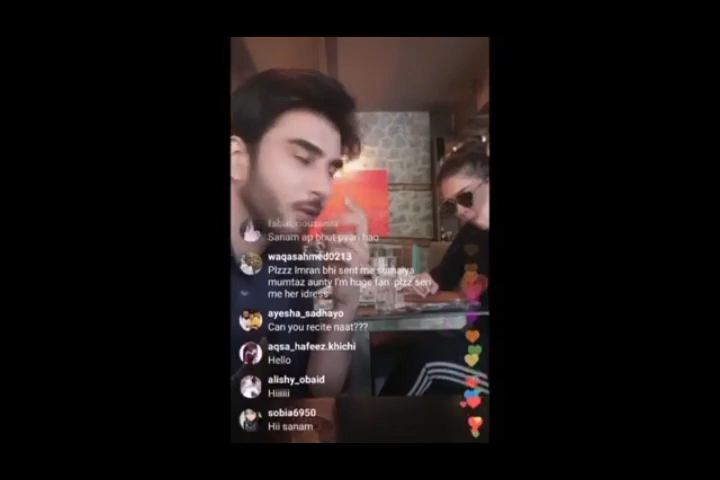 Sanam ap bhut pyari hao
waqasahmed0213
Plzzz Imran bhi sent me sumaiya
mumtaz aunty I'm huge fan plzz sen
me her idress
ayesha_sadhayo
Can you recite naat???
aqsa_hafeez.khichi
Hello
alishy_obaid
Hiiiiii
sobia6950
Hii sanam